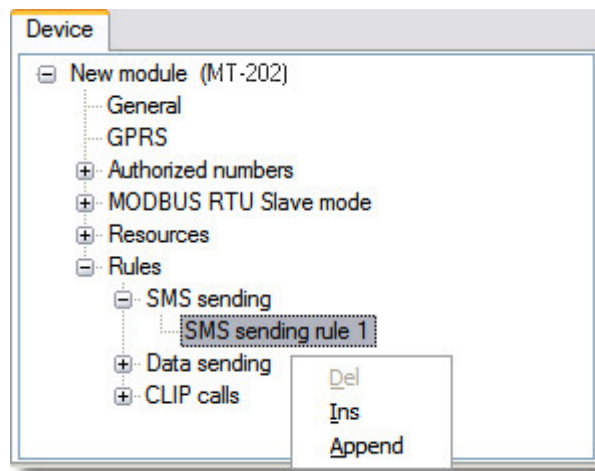 Device
New module (MT-202)
General
GPRS
Authorized numbers
MODBUS RTU Slave mode
Resources
Rules
SMS sending
SMS sending rule 1
Data sending
CLIP calls
Del
Ins
Append